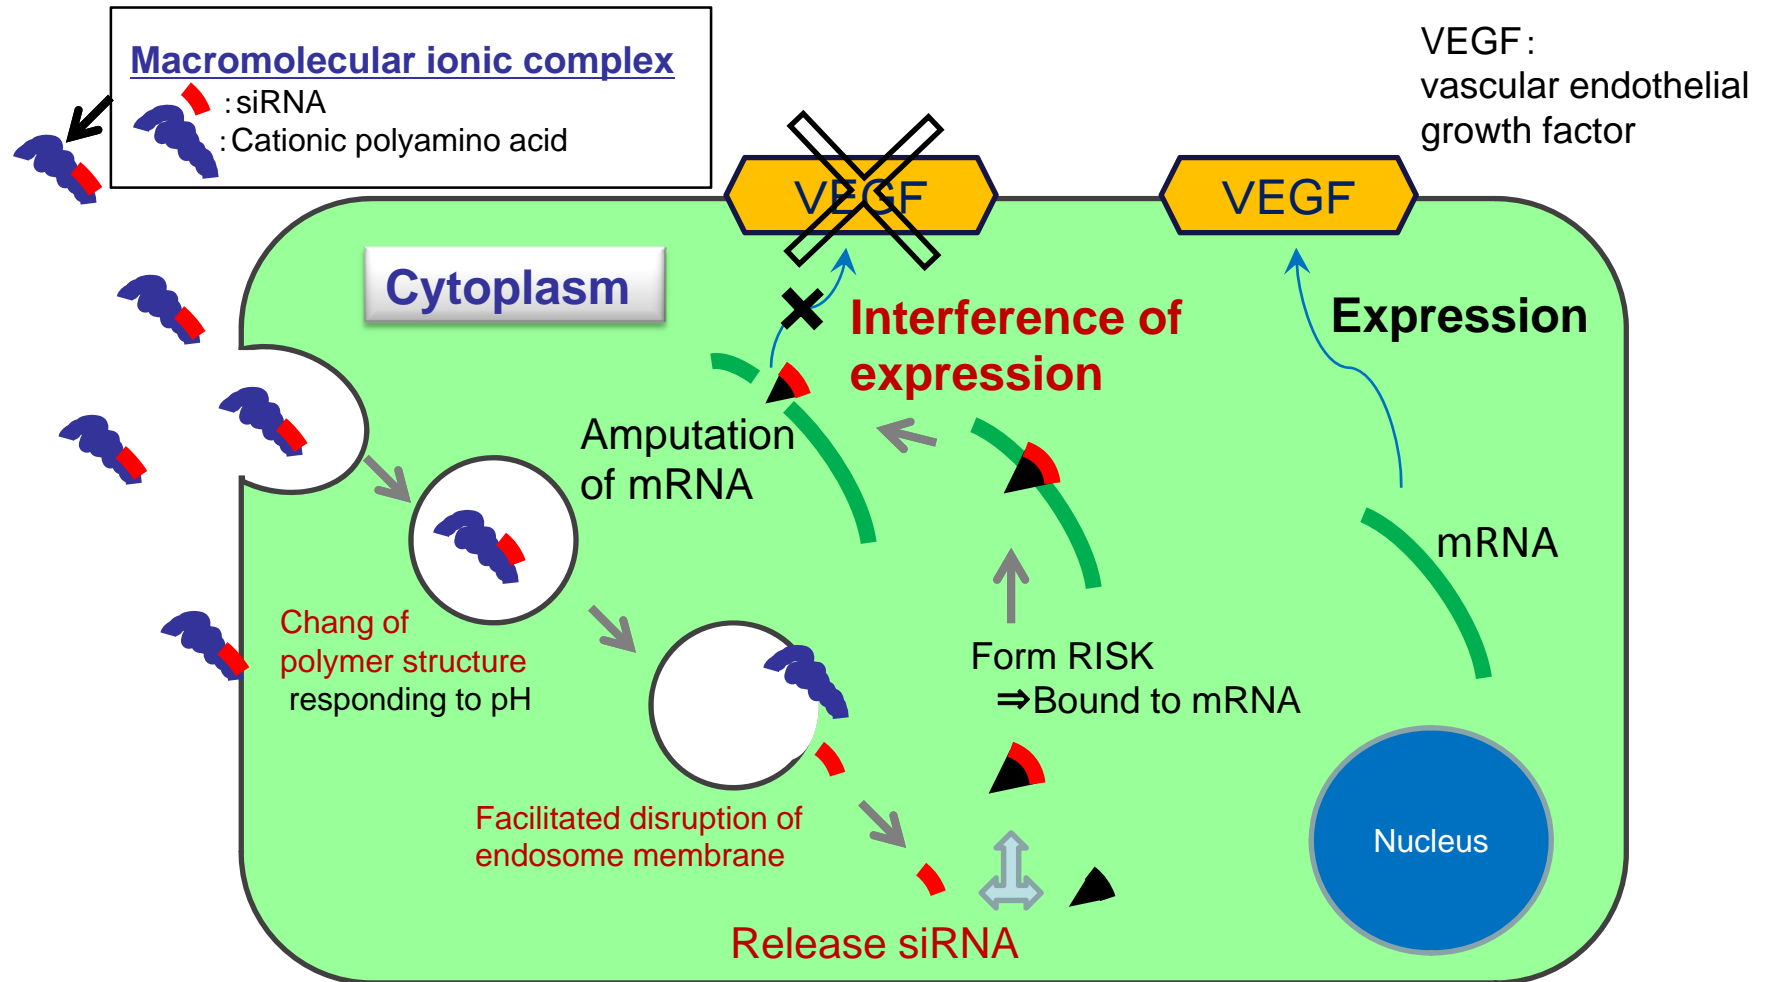 Macromolecular ionic complex
:siRNA
:Cationic polyamino acid
VEGF:
vascular endothelial
growth factor
VEGF
VEGF
Cytoplasm
Interference of
expression
Expression
Amputation
of mRNA
mRNA
Chang of
polymer structure
responding to pH
Form RISK
⇒Bound to mRNA
Facilitated disruption of
endosome membrane
Nucleus
Release siRNA